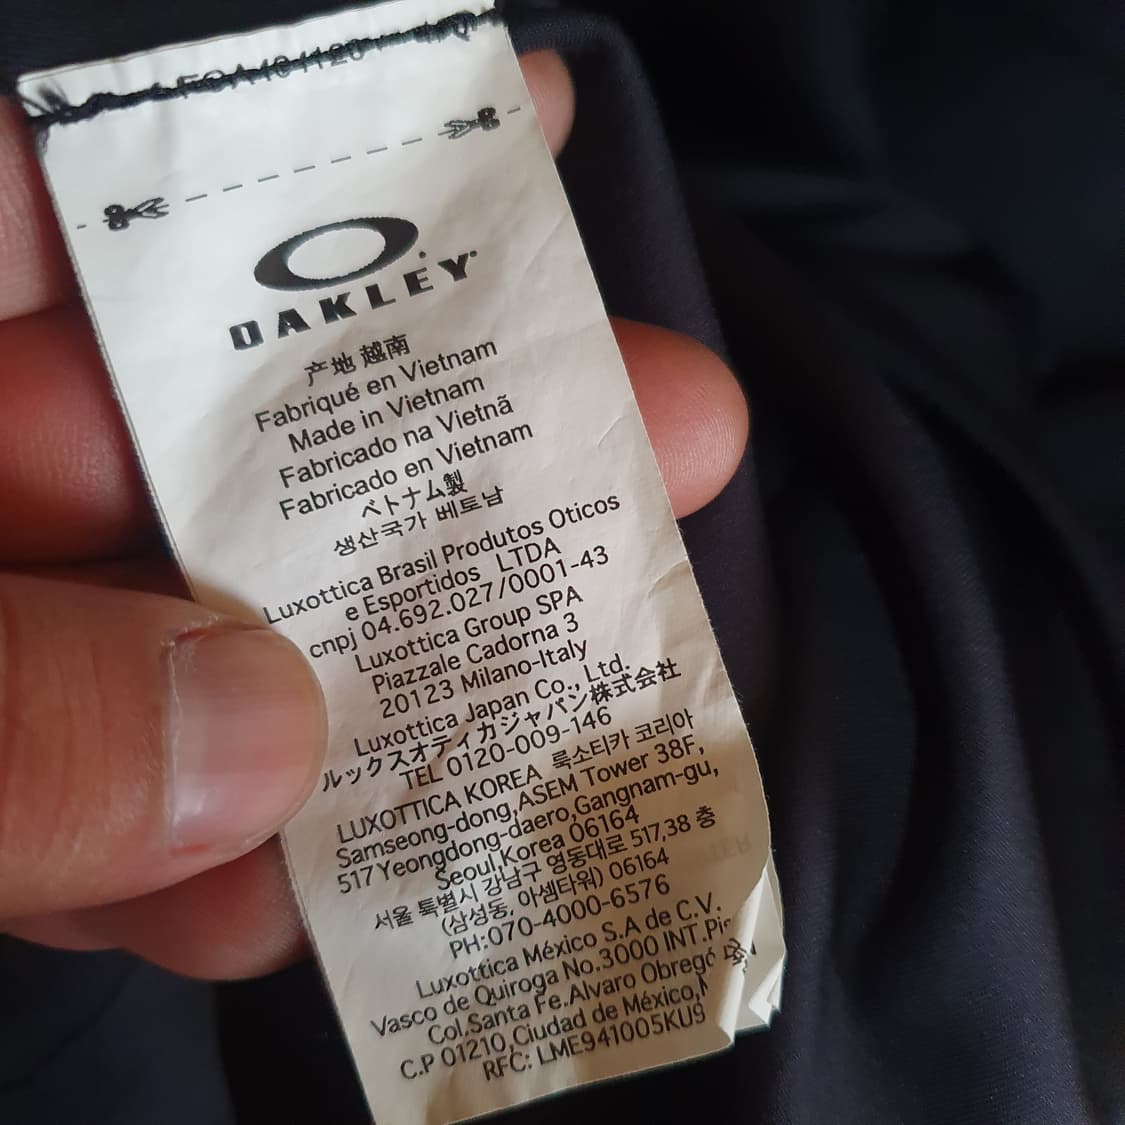 OAKLEY
产地 越南
Fabriqué en Vietnam
Made in Vietnam
Fabricado na Vietnã
Fabricado en Vietnam
ベトナム製
생산국가 베토남
Luxottica Brasil Produtos Oticos
e Esportidos LTDA
cnpj 04.692.027/0001-43
Luxottica Group SPA
Piazzale Cadorna 3
20123 Milano-Italy
Luxottica Japan Co., Ltd.
ルックスオティカジャパン株式会社
TEL 0120-009-146
LUXOTTICA KOREA 룩소티카 코리아
Samseong-dong,ASEM Tower 38F,
517 Yeongdong-daero,Gangnam-gu,
Seoul,Korea 06164
서울 특별시 강남구 영동대로 517,38 층
(삼성동, 아셈타워) 06164
PH:070-4000-6576
Luxottica México S.A de C.V.
Vasco de Quiroga No.3000 INT.
Col.Santa Fe.Alvaro
C.P 01210,Ciudad de México,
RFC: LME941005KU9